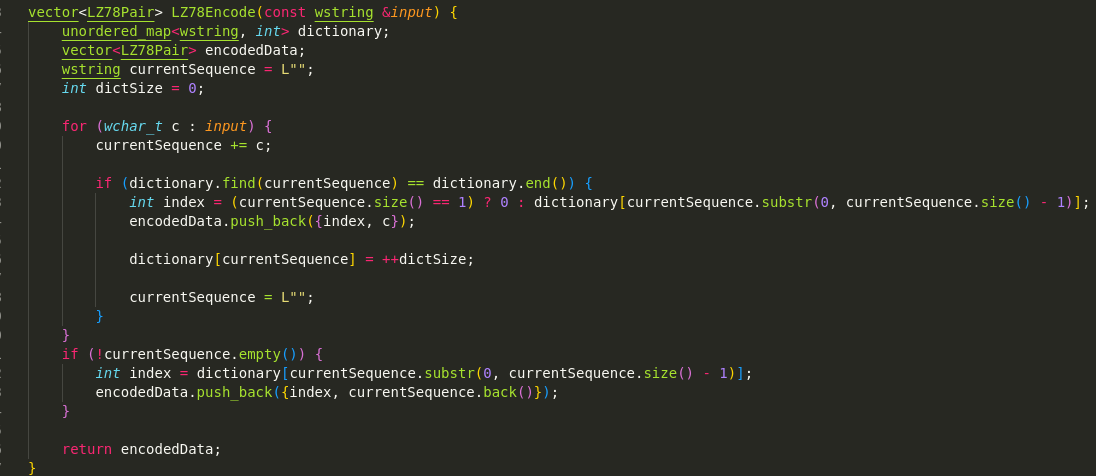 vector<LZ78Pair> LZ78Encode(const wstring &input) {
    unordered_map<wstring, int> dictionary;
    vector<LZ78Pair> encodedData;
    wstring currentSequence = L"";
    int dictSize = 0;

    for (wchar_t c : input) {
        currentSequence += c;

        if (dictionary.find(currentSequence) == dictionary.end()) {
            int index = (currentSequence.size() == 1) ? 0 : dictionary[currentSequence.substr(0, currentSequence.size() - 1)];
            encodedData.push_back({index, c});

            dictionary[currentSequence] = ++dictSize;

            currentSequence = L"";
        }
    }
    if (!currentSequence.empty()) {
        int index = dictionary[currentSequence.substr(0, currentSequence.size() - 1)];
        encodedData.push_back({index, currentSequence.back()});
    }

    return encodedData;
}